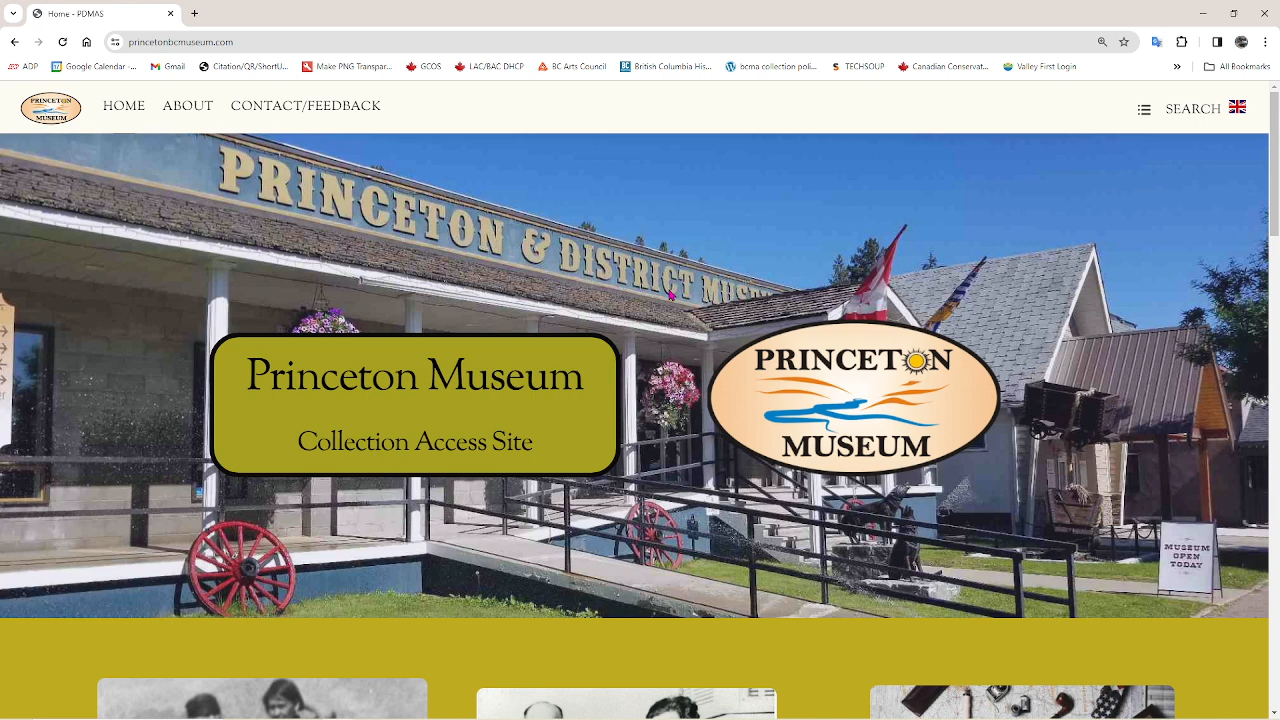 Home - PDMAS
princetonbcmuseum.com
ADP
Google Calendar -...
Gmail
Citation/QR/ShortU...
Make PNG Transpar...
GCOS
LAC/BAC DHCP
BC Arts Council
British Columbia His...
bcma collection poli...
TECHSOUP
Canadian Conservat...
Valley First Login
»
All Bookmarks
PRINCETON
MUSEUM
HOME
ABOUT
CONTACT/FEEDBACK
SEARCH
PRINCETON & DISTRICT MUSEU
Princeton Museum
Collection Access Site
PRINCETON
MUSEUM
MUSEUM
OPEN
TODAY